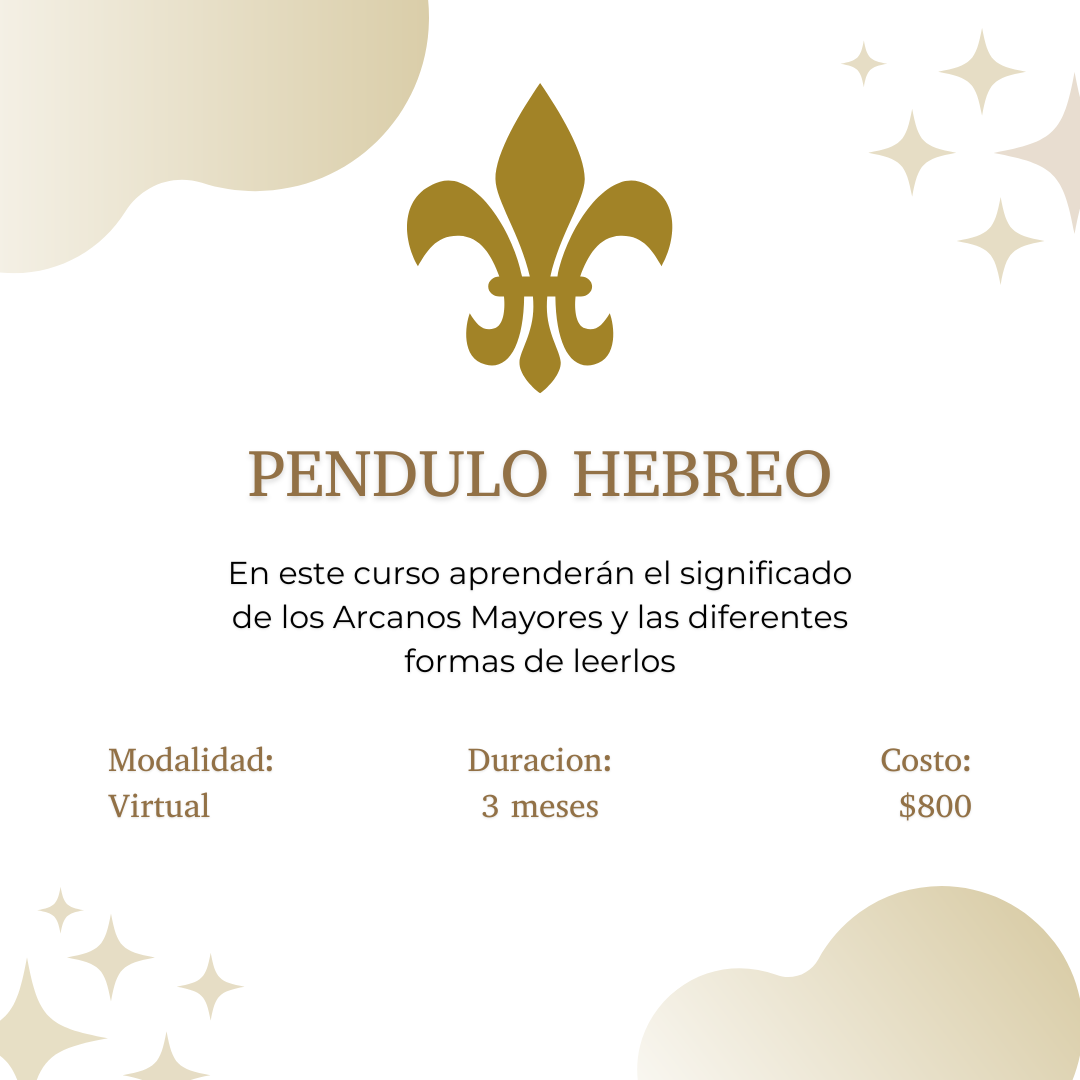 PENDULO HEBREO
En este curso aprenderán el significado
de los Arcanos Mayores y las diferentes
formas de leerlos
Modalidad:
Virtual
Duracion:
3 meses
Costo:
$800